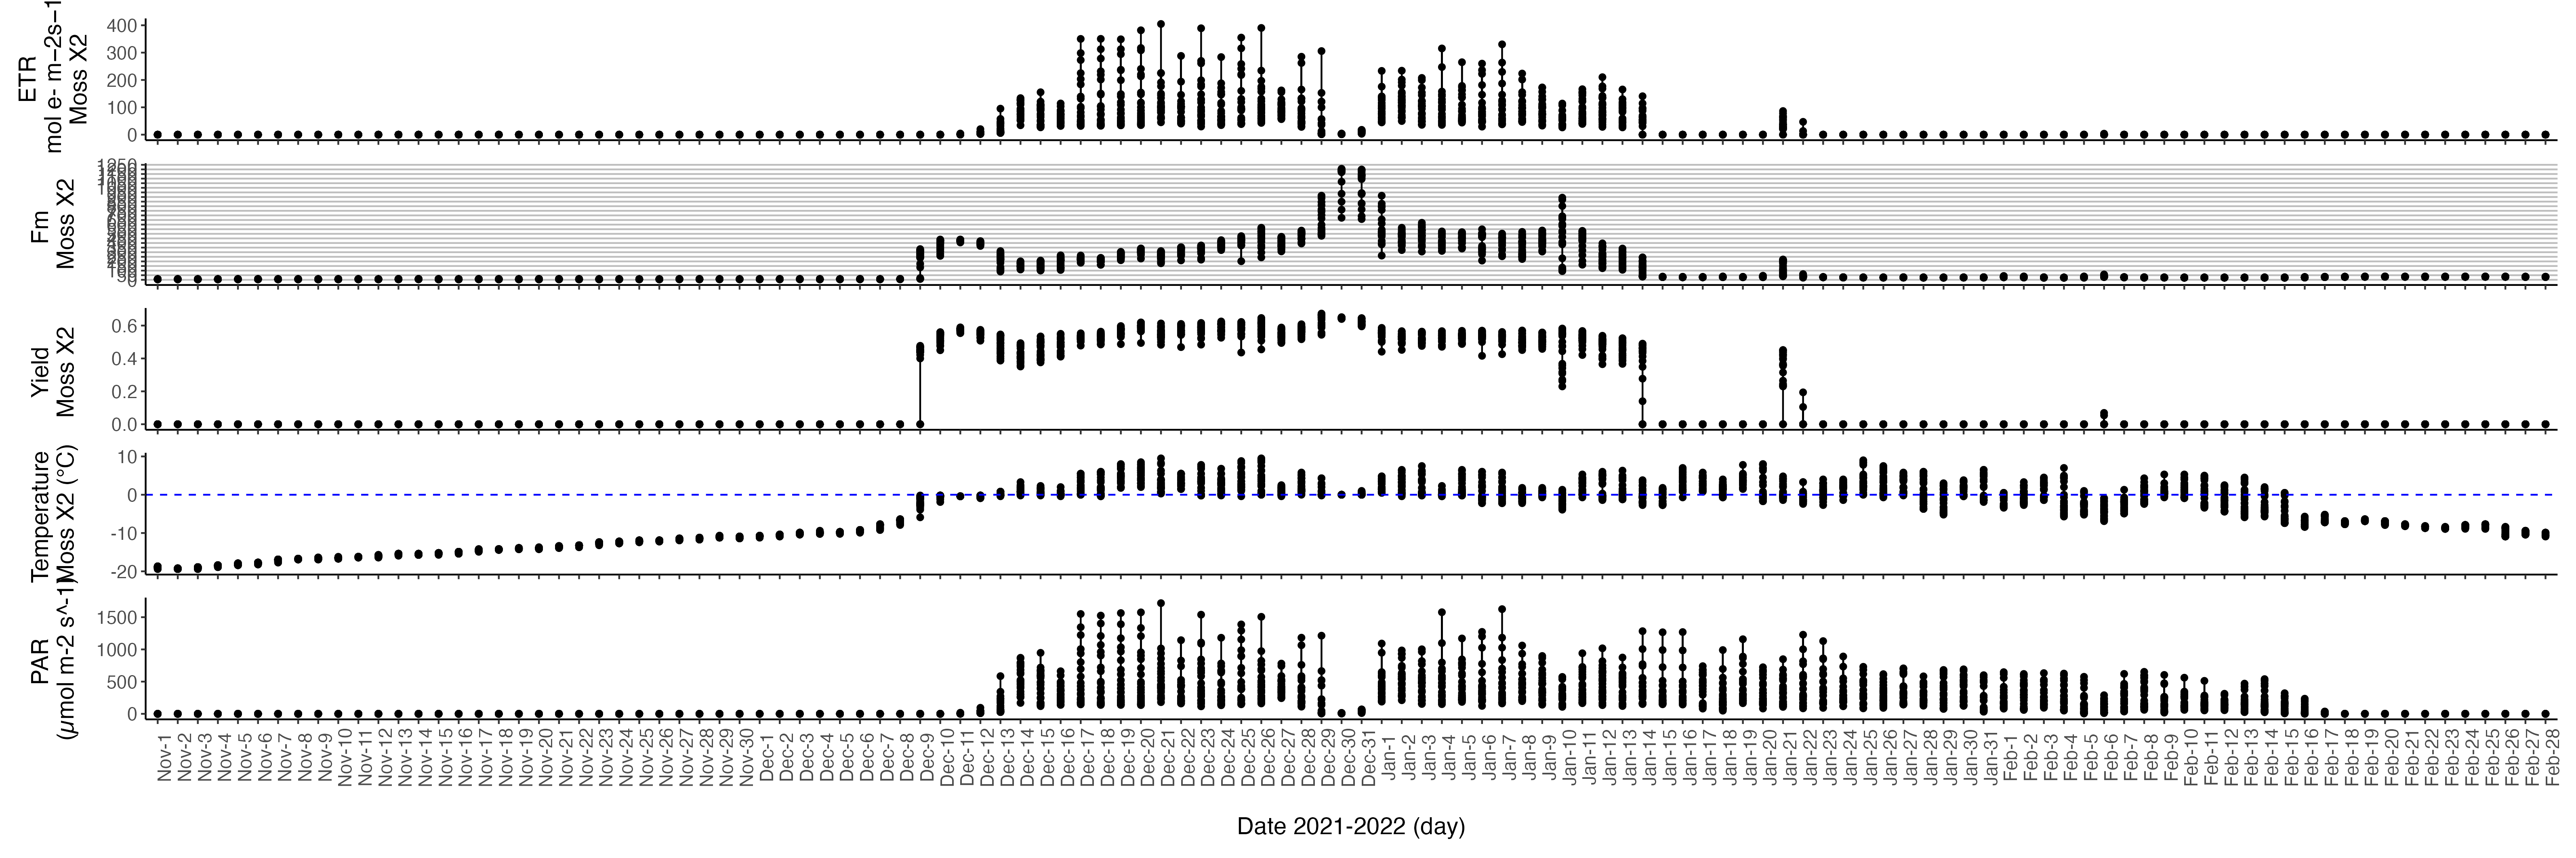 ETR
mol e- m−2s−1
Moss X2
400
300
200
100
0
Fm
Moss X2
1250
0
Yield
Moss X2
0.6
0.4
0.2
0.0
Temperature
Moss X2 (°C)
10
0
-10
-20
PAR
(µmol m-2 s^-1)
1500
1000
500
0
Nov-1
Nov-2
Nov-3
Nov-4
Nov-5
Nov-6
Nov-7
Nov-8
Nov-9
Nov-10
Nov-11
Nov-13
Nov-14
Nov-15
Nov-16
Nov-17
Nov-18
Nov-19
Nov-20
Nov-21
Nov-22
Nov-23
Nov-24
Nov-25
Nov-26
Nov-27
Nov-28
Nov-29
Nov-30
Dec-1
Dec-2
Dec-3
Dec-4
Dec-5
Dec-6
Dec-7
Dec-8
Dec-9
Dec-10
Dec-11
Dec-12
Dec-13
Dec-14
Dec-15
Dec-16
Dec-17
Dec-18
Dec-19
Dec-20
Dec-21
Dec-22
Dec-23
Dec-24
Dec-25
Dec-26
Dec-27
Dec-28
Dec-29
Dec-30
Dec-31
Jan-1
Jan-2
Jan-3
Jan-4
Jan-5
Jan-6
Jan-7
Jan-8
Jan-9
Jan-10
Jan-11
Jan-12
Jan-13
Jan-14
Jan-15
Jan-16
Jan-17
Jan-18
Jan-19
Jan-20
Jan-21
Jan-22
Jan-23
Jan-24
Jan-25
Jan-26
Jan-27
Jan-28
Jan-29
Jan-30
Jan-31
Feb-1
Feb-2
Feb-3
Feb-4
Feb-5
Feb-6
Feb-7
Feb-8
Feb-9
Feb-10
Feb-11
Feb-12
Feb-13
Feb-14
Feb-15
Feb-16
Feb-17
Feb-18
Feb-19
Feb-20
Feb-21
Feb-22
Feb-23
Feb-24
Feb-25
Feb-26
Feb-27
Feb-28
Date 2021-2022 (day)